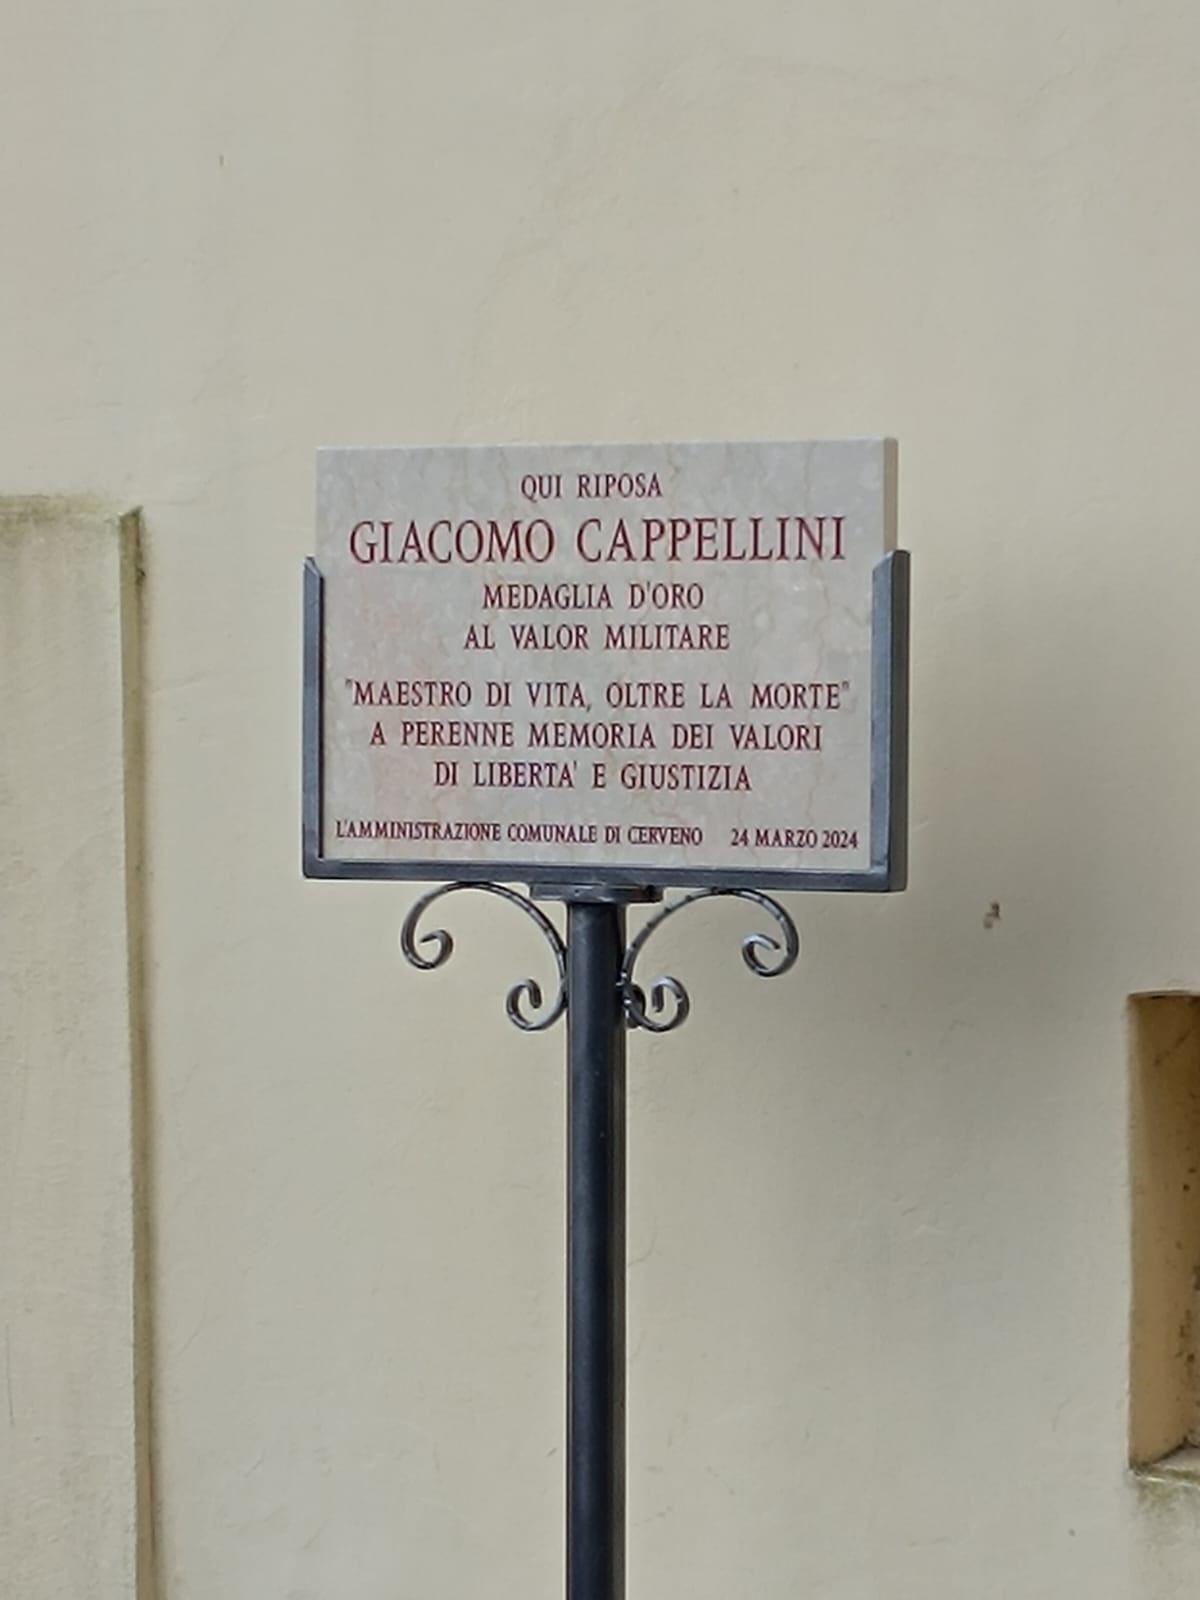 QUI RIPOSA
GIACOMO CAPPELLINI
MEDAGLIA D'ORO
AL VALOR MILITARE
"MAESTRO DI VITA, OLTRE LA MORTE"
A PERENNE MEMORIA DEI VALORI
DI LIBERTA' E GIUSTIZIA
L'AMMINISTRAZIONE COMUNALE DI CERVENO 24 MARZO 2024